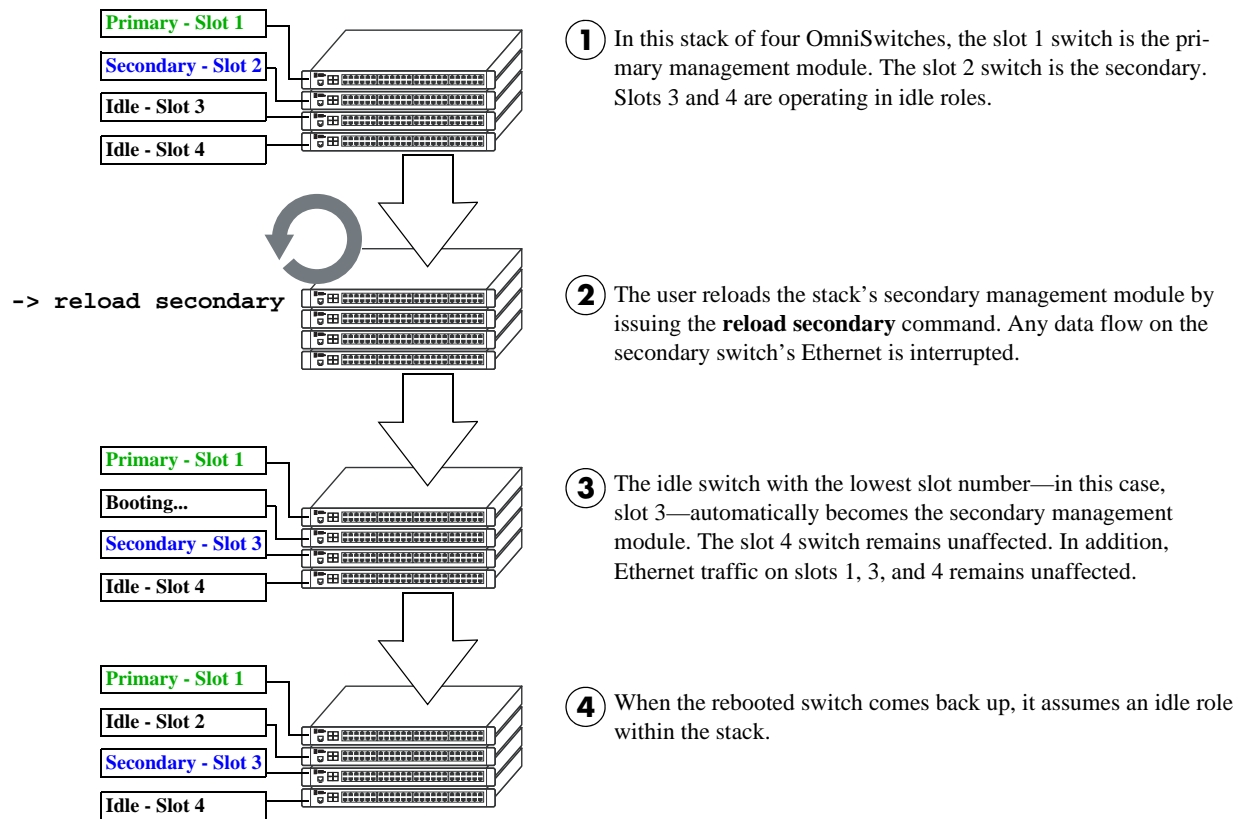 Primary - Slot 1
Secondary - Slot 2
Idle - Slot 3
Idle - Slot 4
1
In this stack of four OmniSwitches, the slot 1 switch is the pri-
mary management module. The slot 2 switch is the secondary.
Slots 3 and 4 are operating in idle roles.
-> reload secondary
2
The user reloads the stack’s secondary management module by
issuing the reload secondary command. Any data flow on the
secondary switch’s Ethernet is interrupted.
Primary - Slot 1
Booting...
Secondary - Slot 3
Idle - Slot 4
3
The idle switch with the lowest slot number—in this case,
slot 3—automatically becomes the secondary management
module. The slot 4 switch remains unaffected. In addition,
Ethernet traffic on slots 1, 3, and 4 remains unaffected.
Primary - Slot 1
Idle - Slot 2
Secondary - Slot 3
Idle - Slot 4
4
When the rebooted switch comes back up, it assumes an idle role
within the stack.